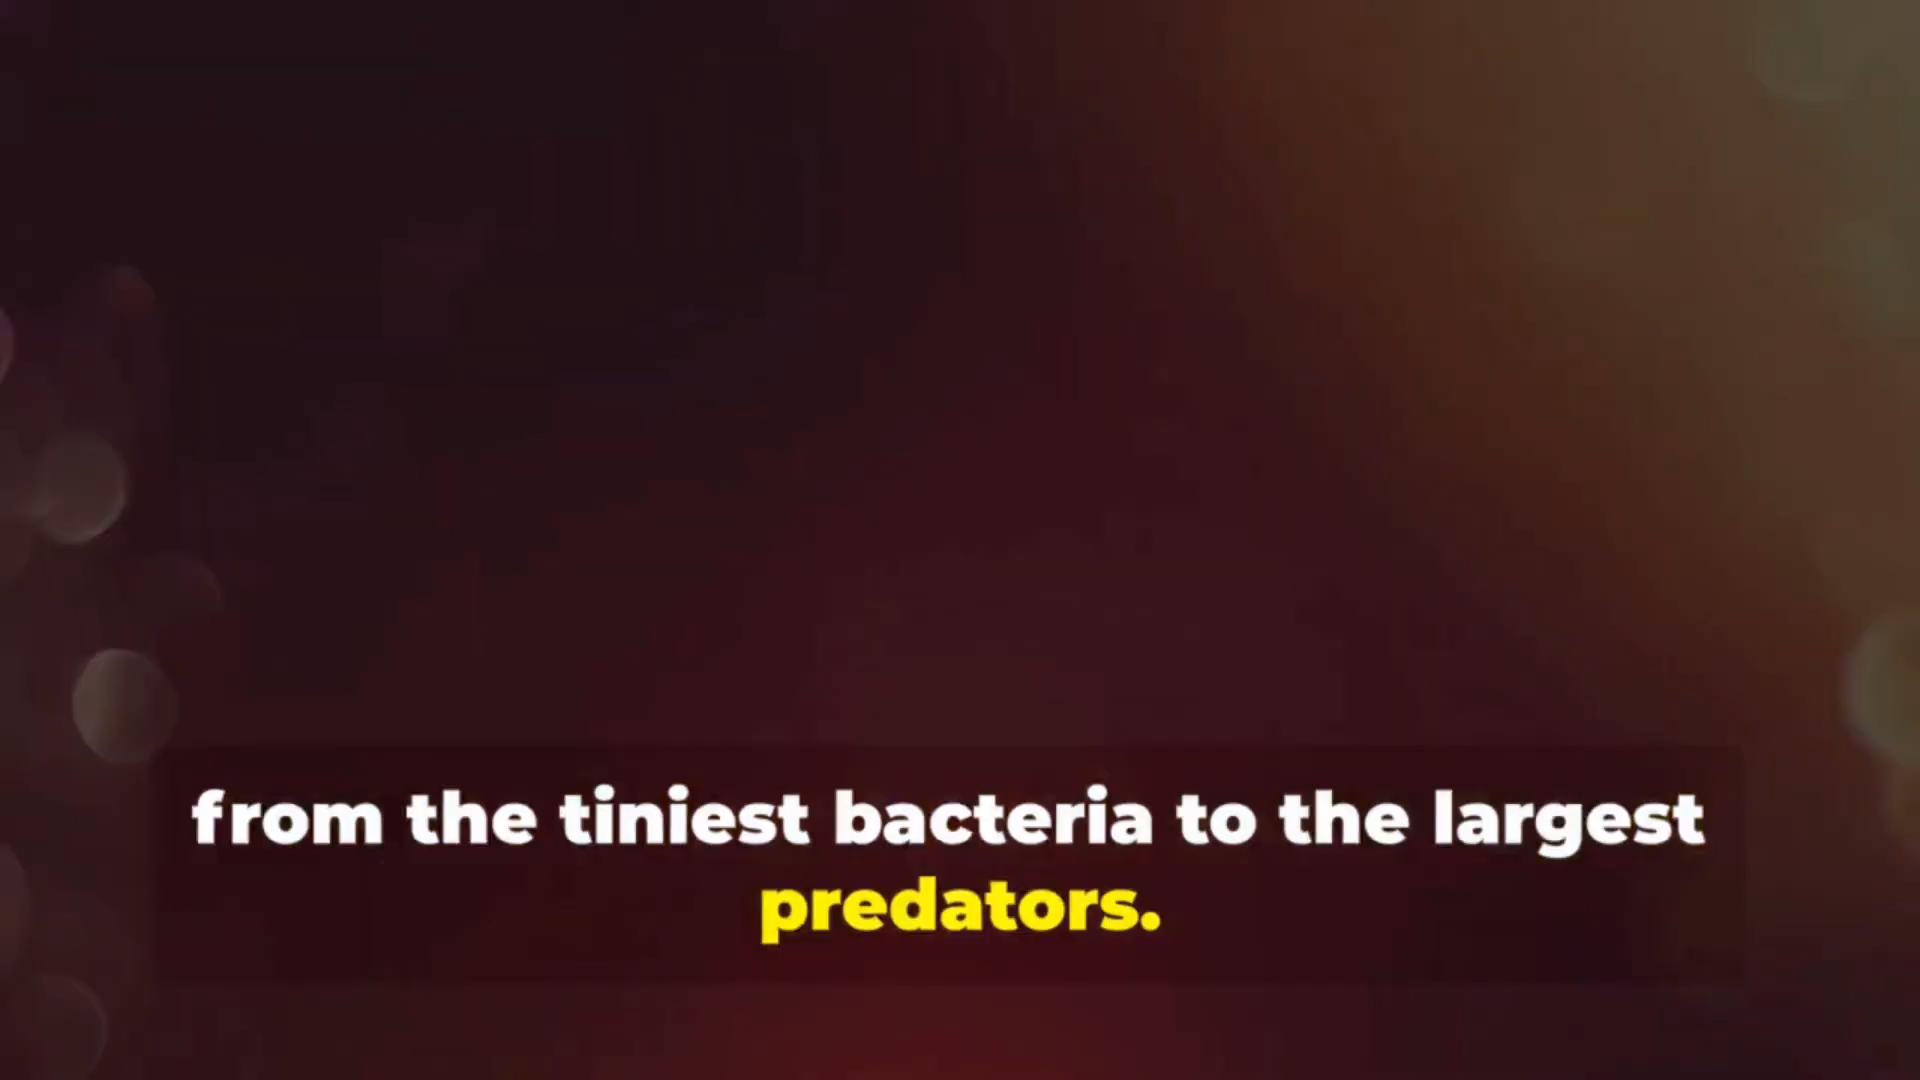 from the tiniest bacteria to the largest
predators.